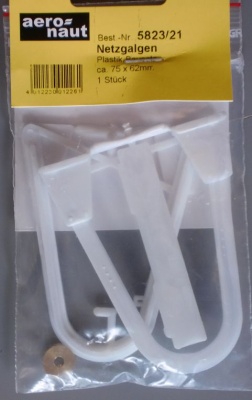 aero-
naut
Best.-Nr. 5823/21
Netzgalgen
Plastik
ca. 75 x 62mm
1 Stück